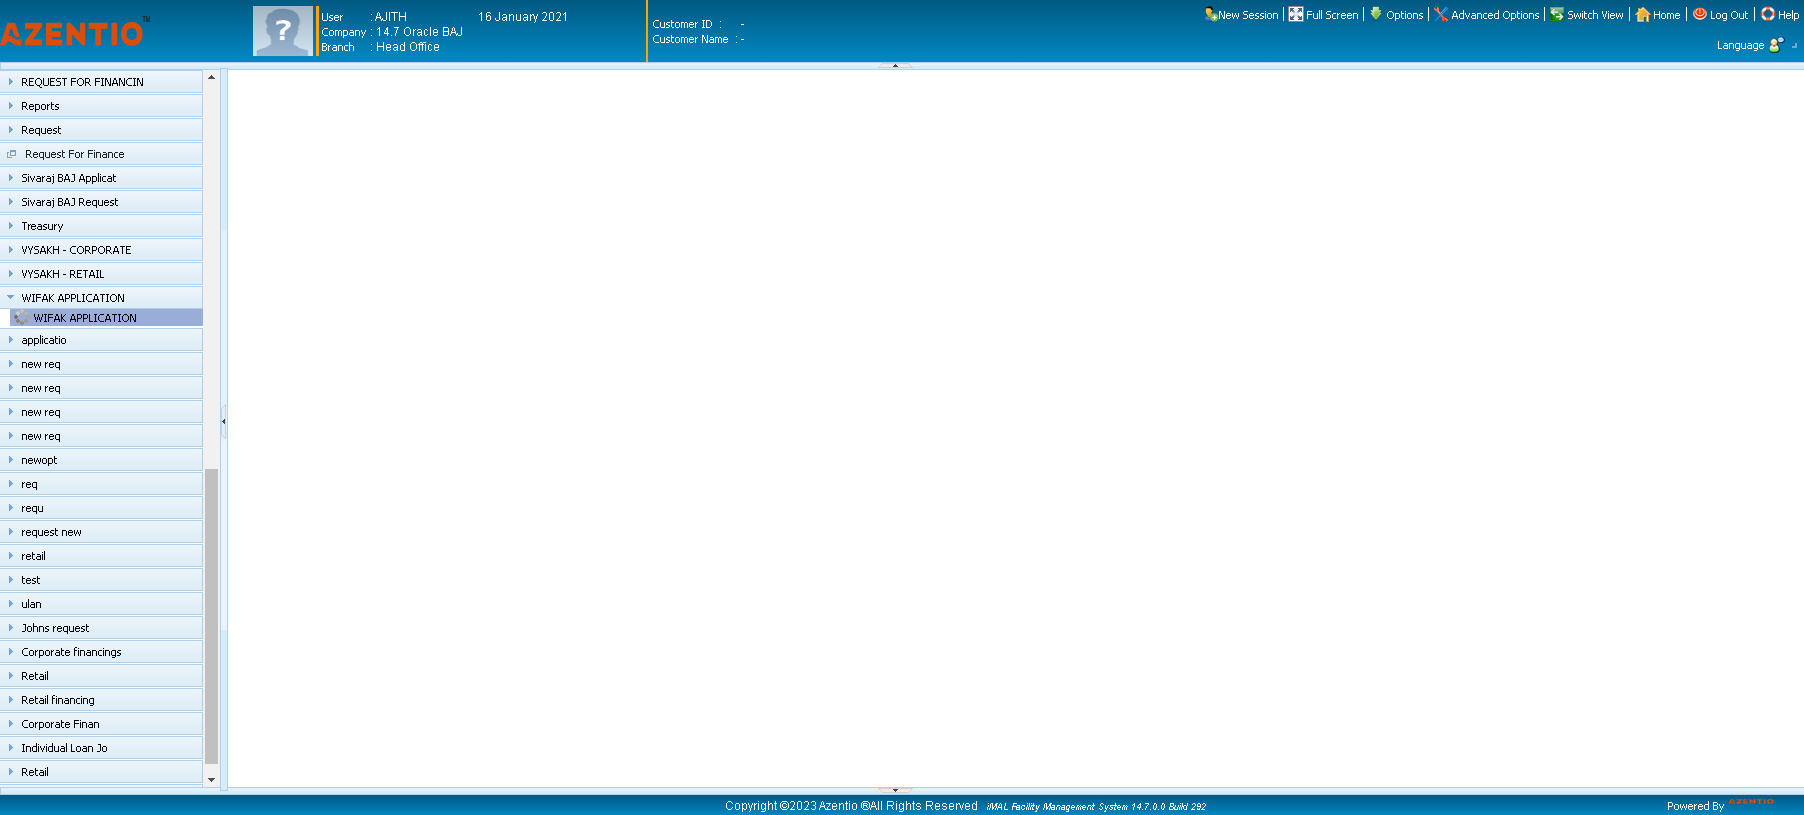 AZENTIO™
User : AJITH 16 January 2021
Company : 14.7 Oracle BAJ
Branch : Head Office
Customer ID : -
Customer Name : -
New Session | Full Screen | Options | Advanced Options | Switch View | Home | Log Out | Help
Language
REQUEST FOR FINANCIN
Reports
Request
Request For Finance
Sivaraj BAJ Applicat
Sivaraj BAJ Request
Treasury
VYSAKH - CORPORATE
VYSAKH - RETAIL
WIFAK APPLICATION
WIFAK APPLICATION
applicatio
new req
new req
new req
new req
newopt
req
requ
request new
retail
test
ulan
Johns request
Corporate financings
Retail
Retail financing
Corporate Finan
Individual Loan Jo
Retail
Copyright ©2023 Azentio ®All Rights Reserved iMAL Facility Management System 14.7.0.0 Build 292
Powered By AZENTIO